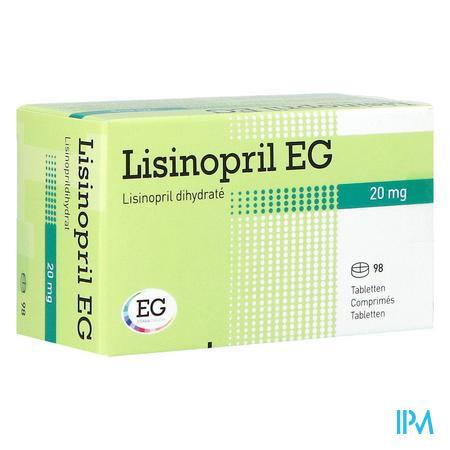 Lisinopril EG
Lisinopril dihydraté
20 mg
98
Tabletten
Comprimés
Tabletten
EG
Lisinopril EG
Lisinoprildihydrat
20 mg
98
IPM